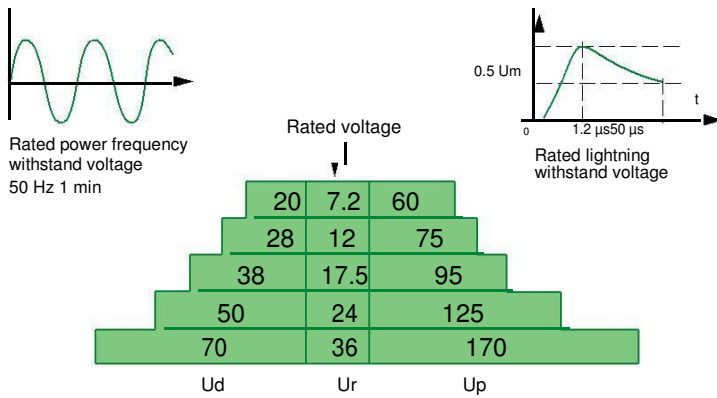 0.5 Um
t
0
1.2 µs50 µs
Rated power frequency
withstand voltage
50 Hz 1 min
Rated voltage
Rated lightning
withstand voltage
20 7.2 60
28 12 75
38 17.5 95
50 24 125
70 36 170
Ud Ur Up